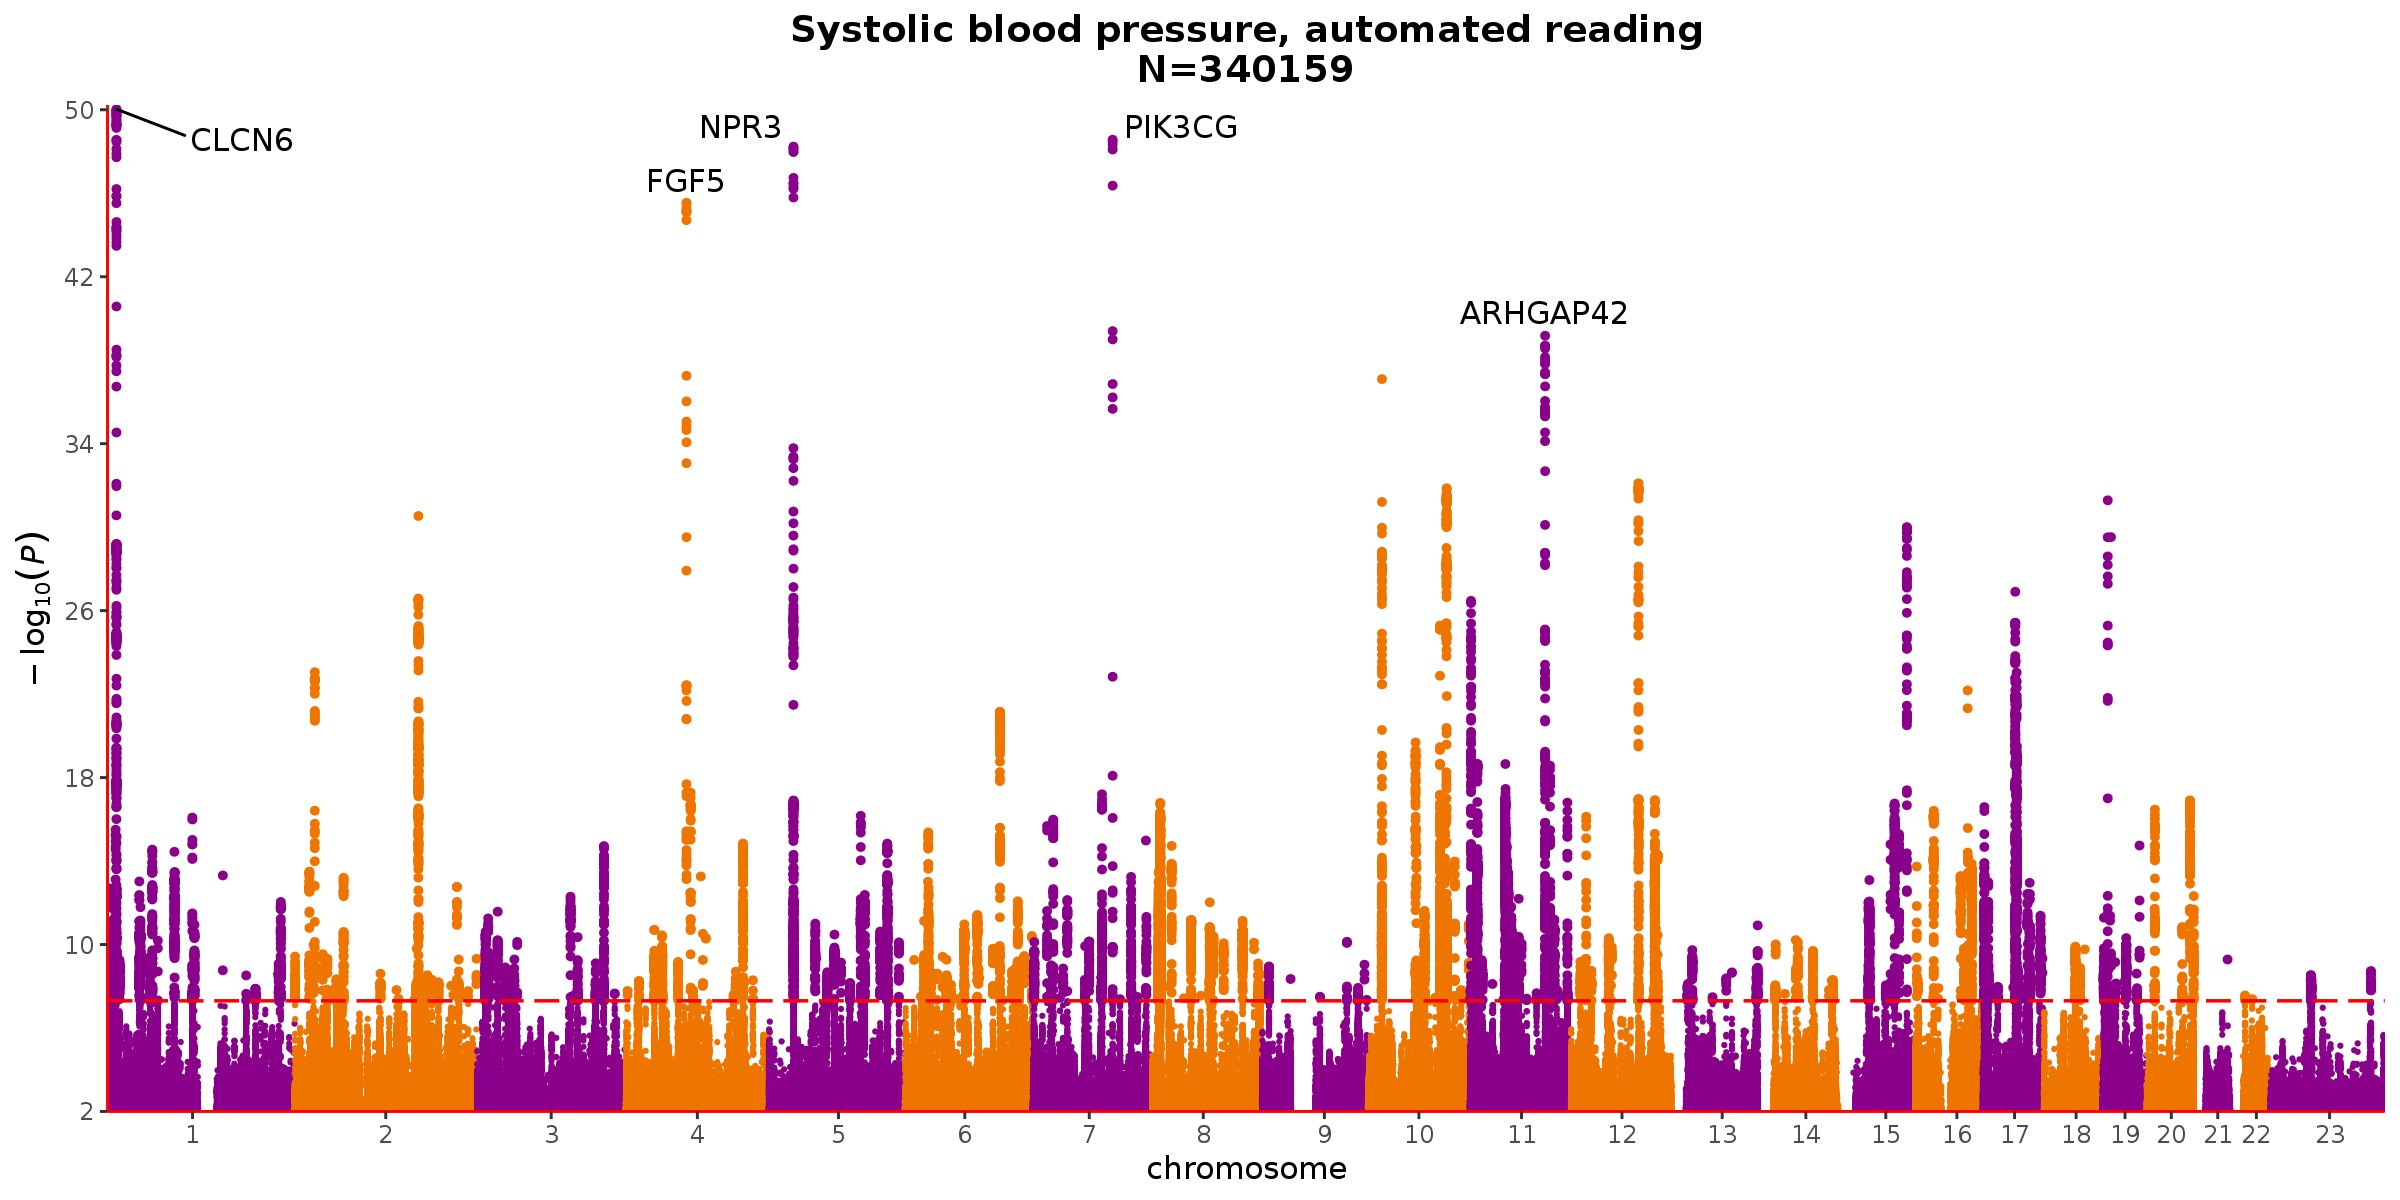 Systolic blood pressure, automated reading
N=340159
CLCN6
NPR3
PIK3CG
FGF5
ARHGAP42
50
42
34
26
18
10
2
−log₁₀(P)
1 2 3 4 5 6 7 8 9 10 11 12 13 14 15 16 17 18 19 20 21 22 23
chromosome